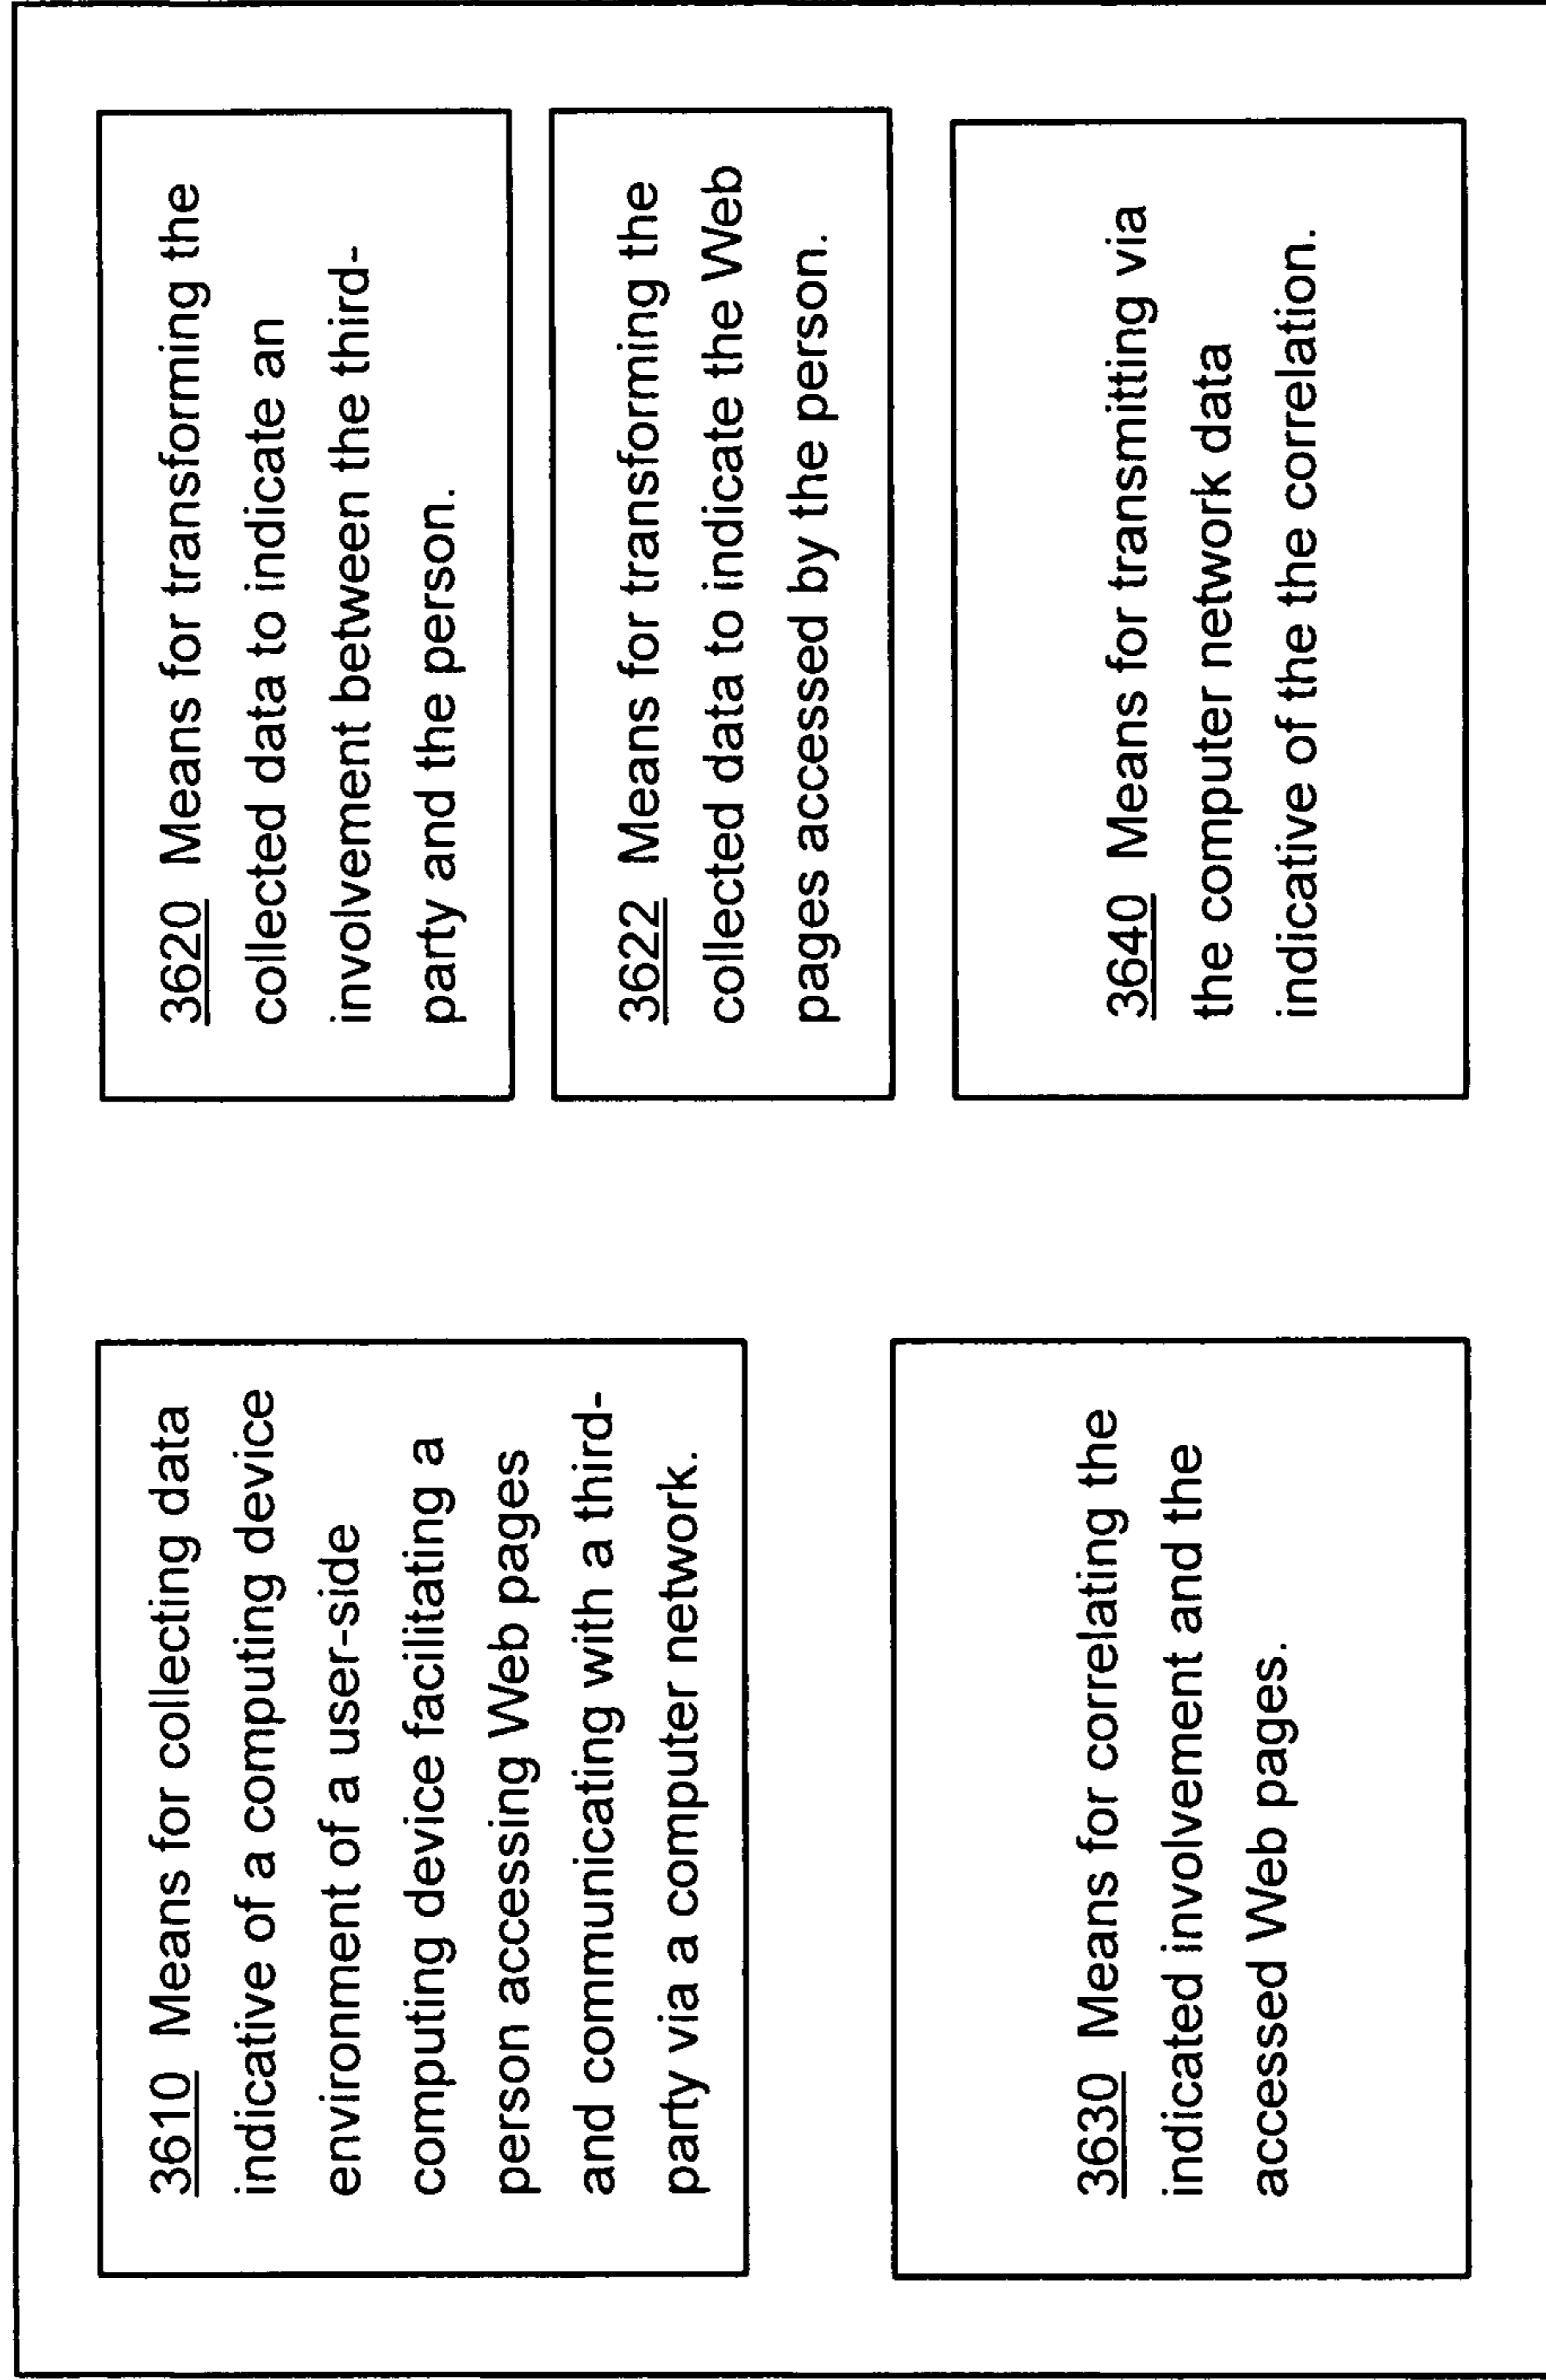 3610 Means for collecting data
indicative of a computing device
environment of a user-side
computing device facilitating a
person accessing Web pages
and communicating with a third-
party via a computer network.
3620 Means for transforming the
collected data to indicate an
involvement between the third-
party and the person.
3622 Means for transforming the
collected data to indicate the Web
pages accessed by the person.
3630 Means for correlating the
indicated involvement and the
accessed Web pages.
3640 Means for transmitting via
the computer network data
indicative of the the correlation.